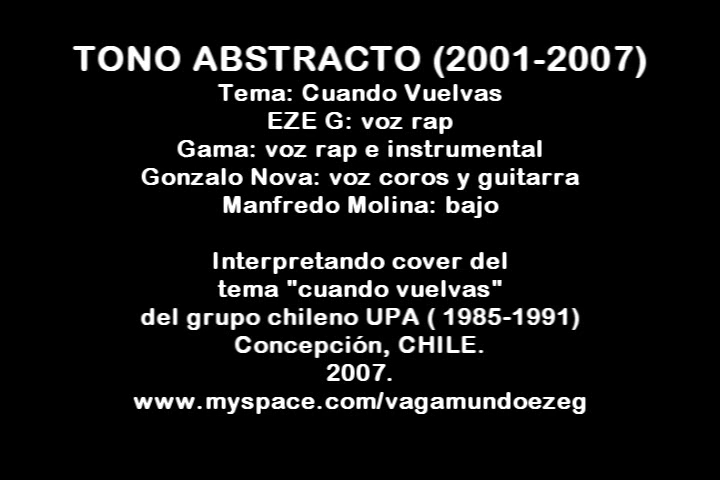 TONO ABSTRACTO (2001-2007)
Tema: Cuando Vuelvas
EZE G: voz rap
Gama: voz rap e instrumental
Gonzalo Nova: voz coros y guitarra
Manfredo Molina: bajo
Interpretando cover del
tema "cuando vuelvas"
del grupo chileno UPA ( 1985-1991)
Concepción, CHILE.
2007.
www.myspace.com/vagamundoezeg